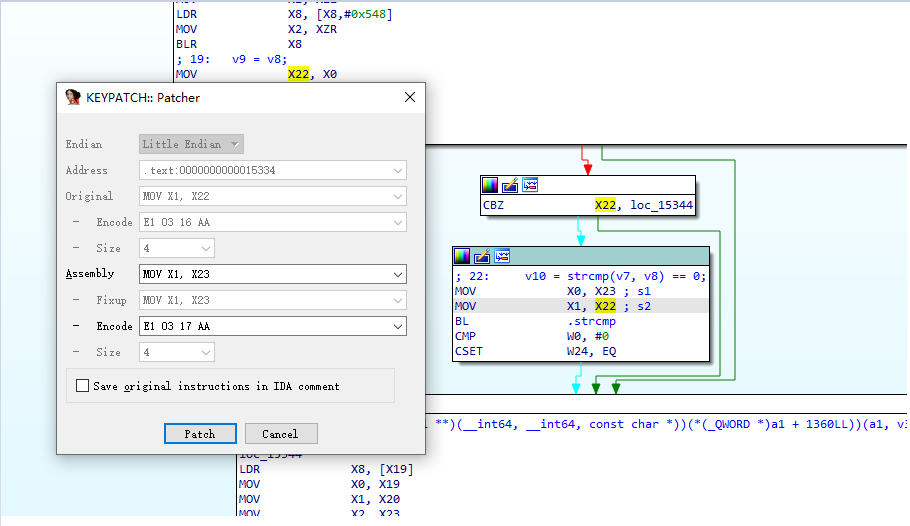 MOV X1, X22
LDR X8, [X8,#0x548]
MOV X2, XZR
BLR X8
; 19: v9 = v8;
MOV X22, X0
KEYPATCH:: Patcher
Endian Little Endian
Address .text:0000000000015334
Original MOV X1, X22
- Encode E1 03 16 AA
- Size 4
Assembly MOV X1, X23
- Fixup MOV X1, X23
- Encode E1 03 17 AA
- Size 4
Save original instructions in IDA comment
Patch Cancel
CBZ X22, loc_15344
; 22: v10 = strcmp(v7, v8) == 0;
MOV X0, X23 ; s1
MOV X1, X22 ; s2
BL .strcmp
CMP W0, #0
CSET W24, EQ
**)(__int64, __int64, const char *))(*(_QWORD *)a1 + 1360LL))(a1, v
loc_15344
LDR X8, [X19]
MOV X0, X19
MOV X1, X20
MOV X2, X23